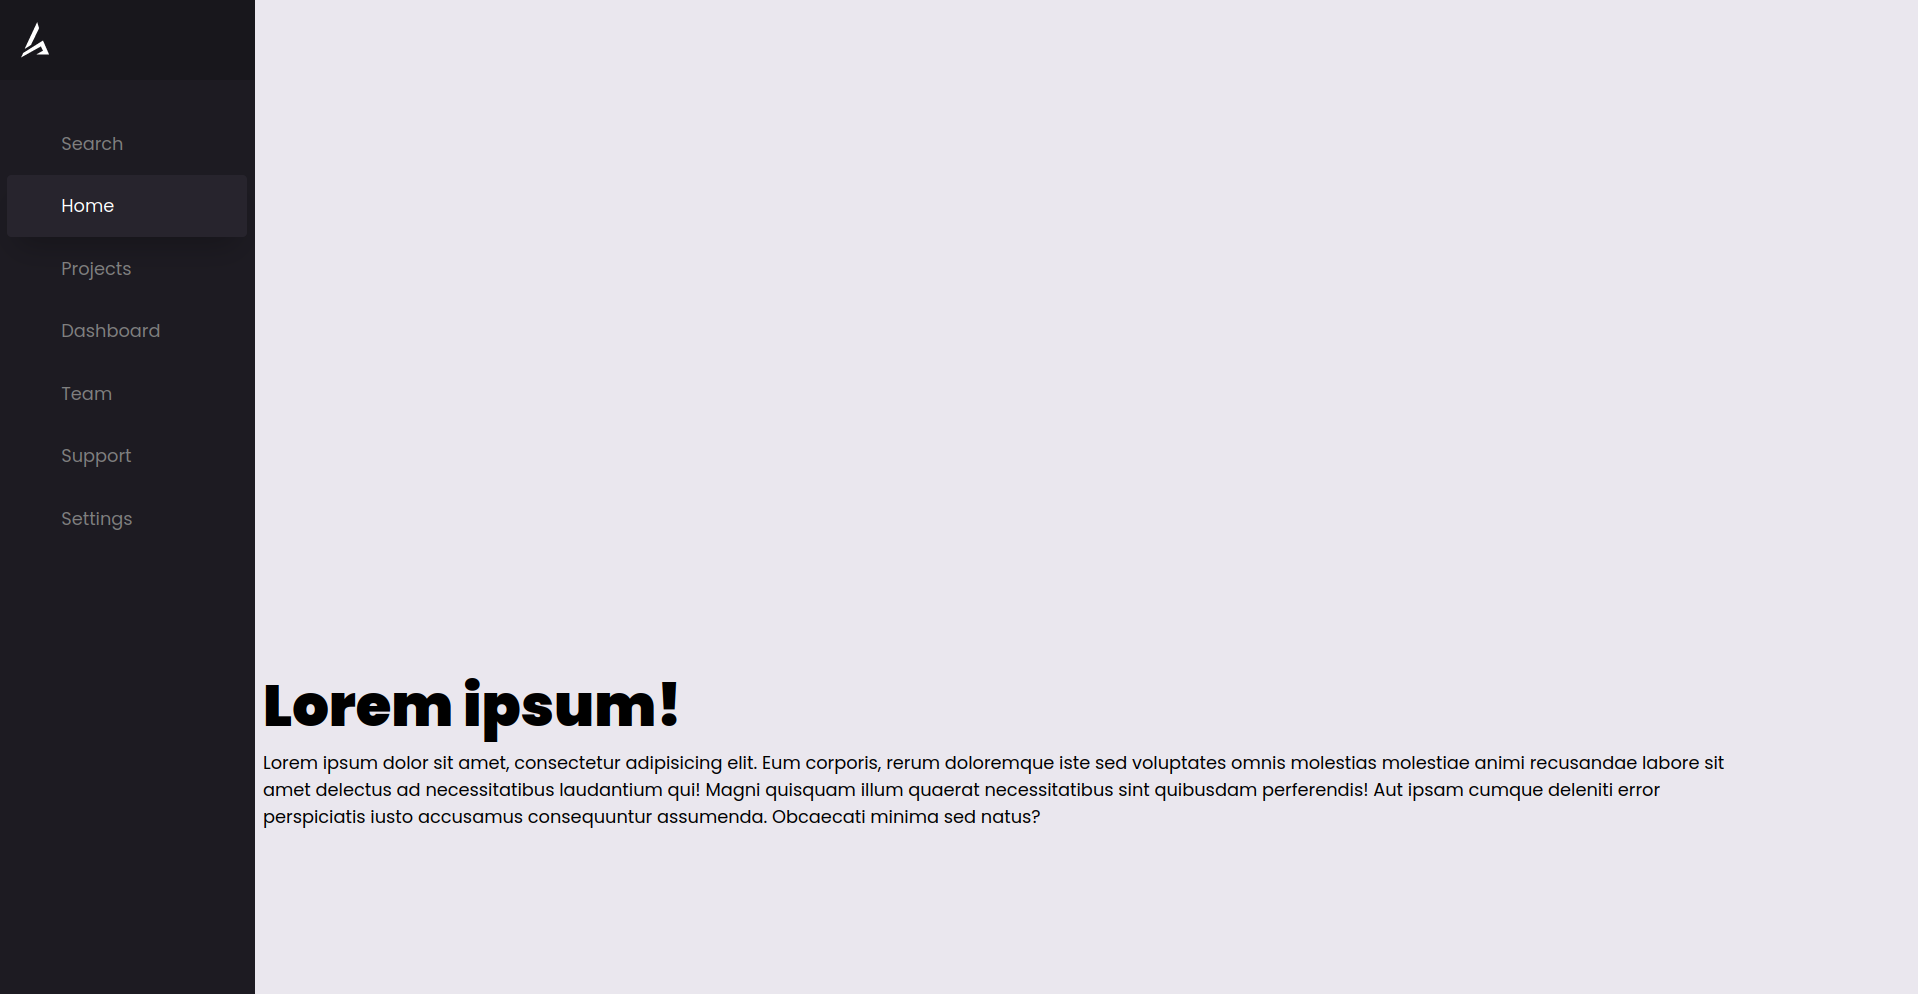 Search
Home
Projects
Dashboard
Team
Support
Settings
Lorem ipsum!
Lorem ipsum dolor sit amet, consectetur adipisicing elit. Eum corporis, rerum doloremque iste sed voluptates omnis molestias molestiae animi recusandae labore sit
amet delectus ad necessitatibus laudantium qui! Magni quisquam illum quaerat necessitatibus sint quibusdam perferendis! Aut ipsam cumque deleniti error
perspiciatis iusto accusamus consequuntur assumenda. Obcaecati minima sed natus?